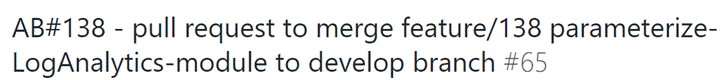 AB#138 - pull request to merge feature/138 parameterize-
LogAnalytics-module to develop branch #65